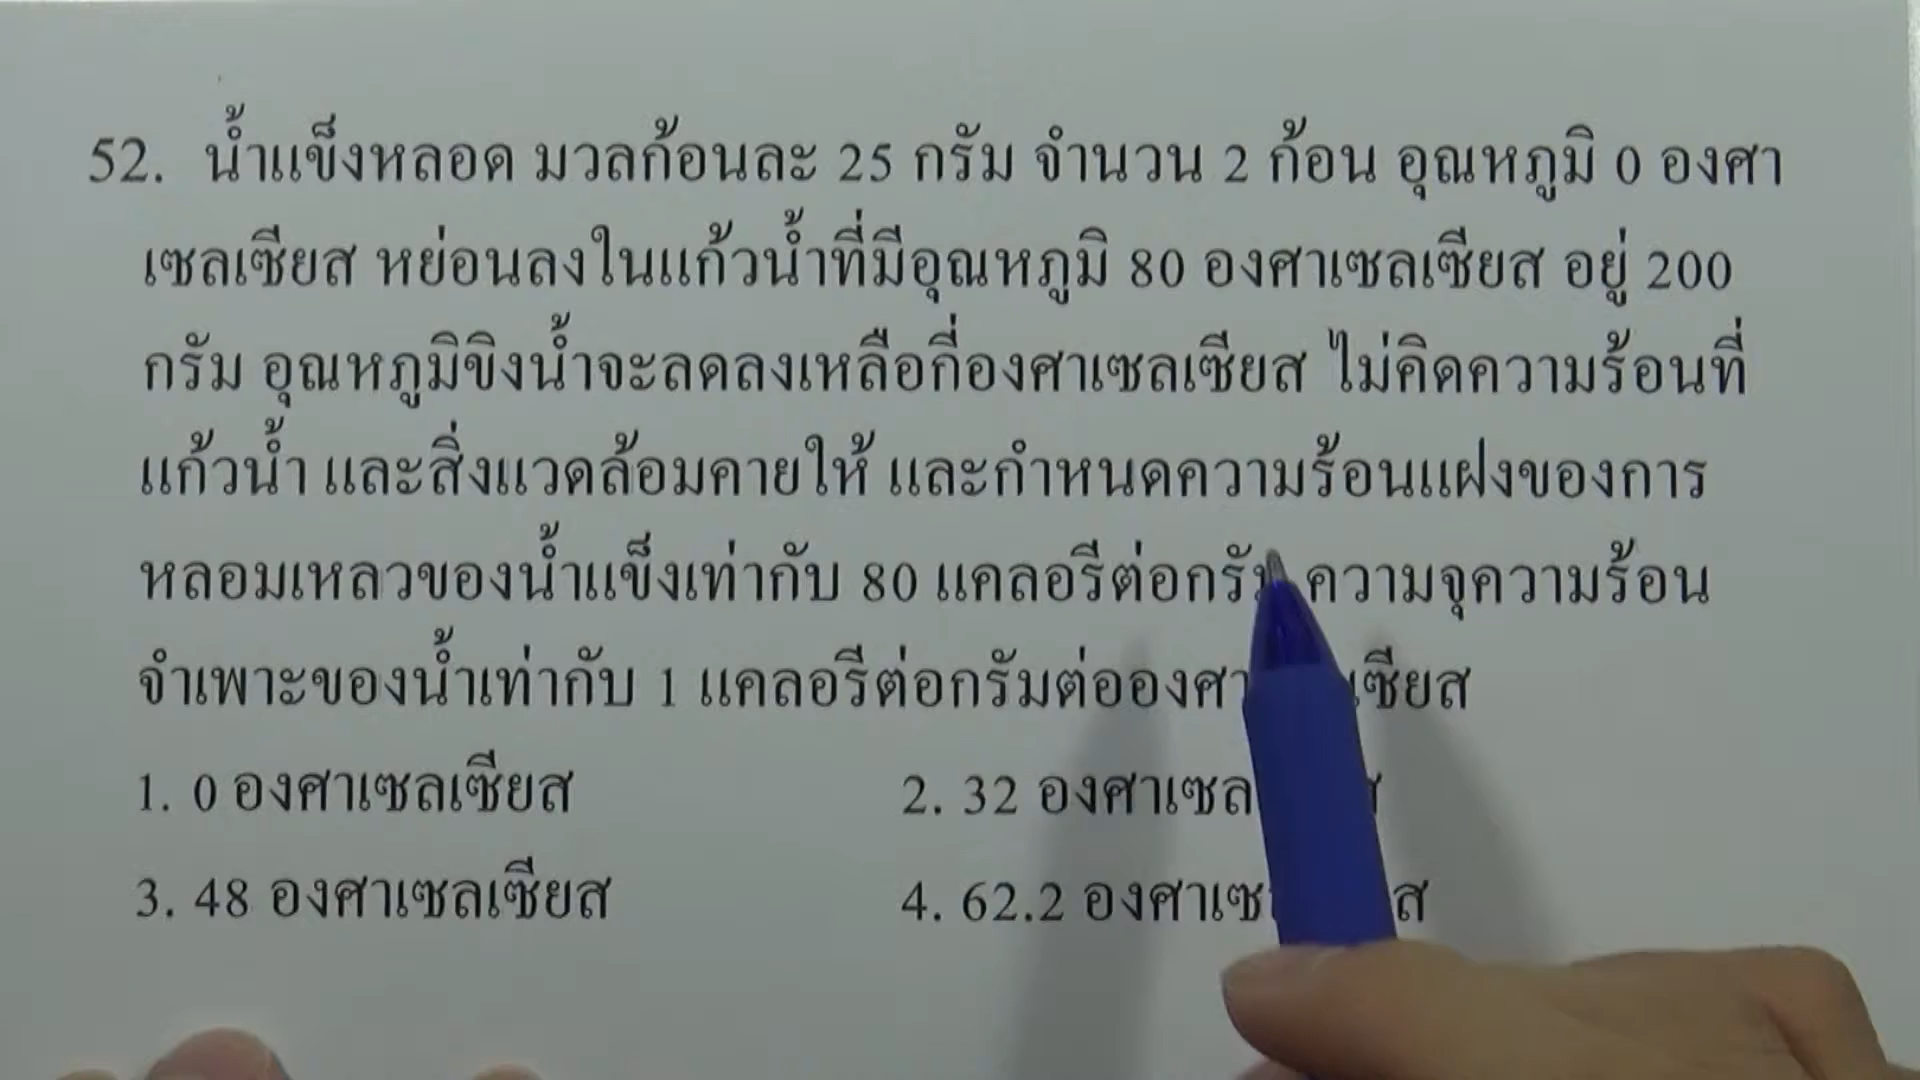 52. น้ำแข็งหลอด มวลก้อนละ 25 กรัม จำนวน 2 ก้อน อุณหภูมิ 0 องศา
เซลเซียส หย่อนลงในแก้วน้ำที่มีอุณหภูมิ 80 องศาเซลเซียส อยู่ 200
กรัม อุณหภูมิขิงน้ำจะลดลงเหลือกี่องศาเซลเซียส ไม่คิดความร้อนที่
แก้วน้ำ และสิ่งแวดล้อมคายให้ และกำหนดความร้อนแฝงของการ
หลอมเหลวของน้ำแข็งเท่ากับ 80 แคลอรีต่อกรัม ความจุความร้อน
จำเพาะของน้ำเท่ากับ 1 แคลอรีต่อกรัมต่อองศาเซลเซียส
1. 0 องศาเซลเซียส 2. 32 องศาเซลเซียส
3. 48 องศาเซลเซียส 4. 62.2 องศาเซลเซียส